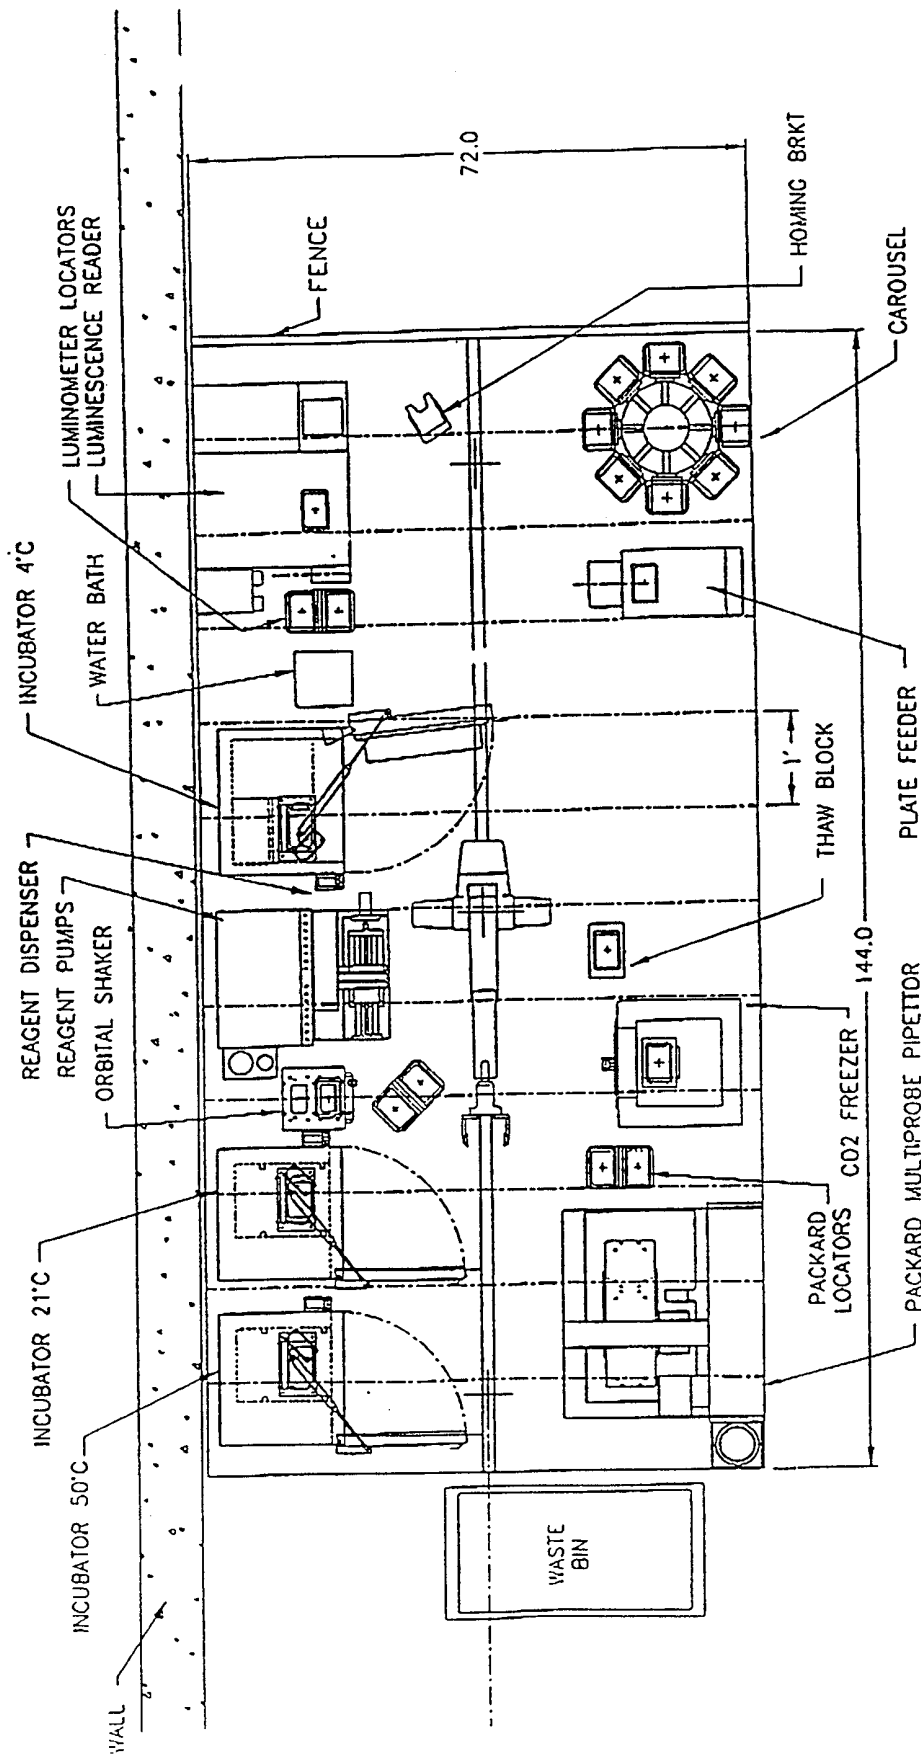 WALL
INCUBATOR 50°C
INCUBATOR 21°C
REAGENT DISPENSER
REAGENT PUMPS
ORBITAL SHAKER
INCUBATOR 4°C
WATER BATH
LUMINOMETER LOCATORS
LUMINESCENCE READER
FENCE
72.0
HOMING BRKT
CAROUSEL
WASTE
BIN
1'
THAW BLOCK
PLATE FEEDER
144.0
PACKARD
LOCATORS
CO2 FREEZER
PACKARD MULTIPROBE PIPETTOR